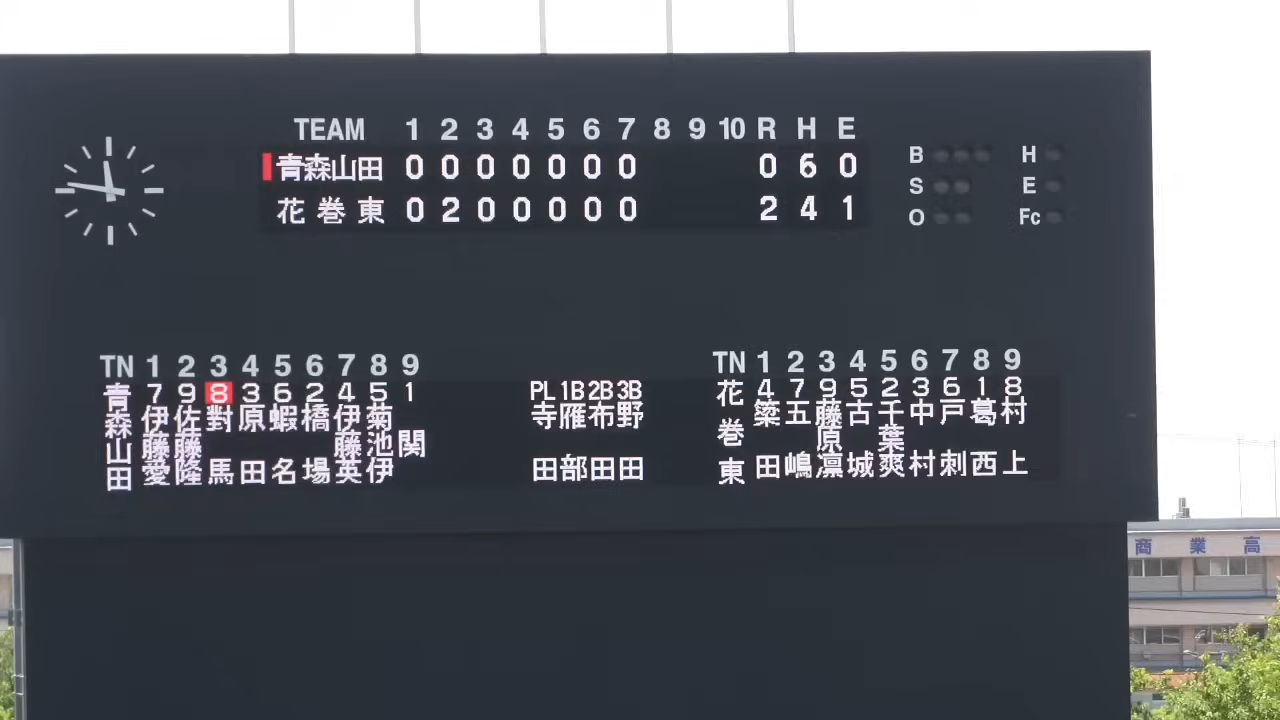 TEAM 1 2 3 4 5 6 7 8 9 10 R H E
青森山田 0 0 0 0 0 0 0 0 6 0
花巻東 0 2 0 0 0 0 0 2 4 1
B H
S E
O Fc
TN 1 2 3 4 5 6 7 8 9
青森山田
7 9 8 3 6 2 4 5 1
伊藤愛 佐藤隆 對馬 原田 蝦名 橋場 伊藤英 菊池伊 関
PL 1B 2B 3B
寺田 雁部 布田 野田
TN 1 2 3 4 5 6 7 8 9
花巻東
4 7 9 5 2 3 6 1 8
簗田 五嶋 藤原凛 古城 千葉爽 中村 戸刺 葛西 村上
商業高